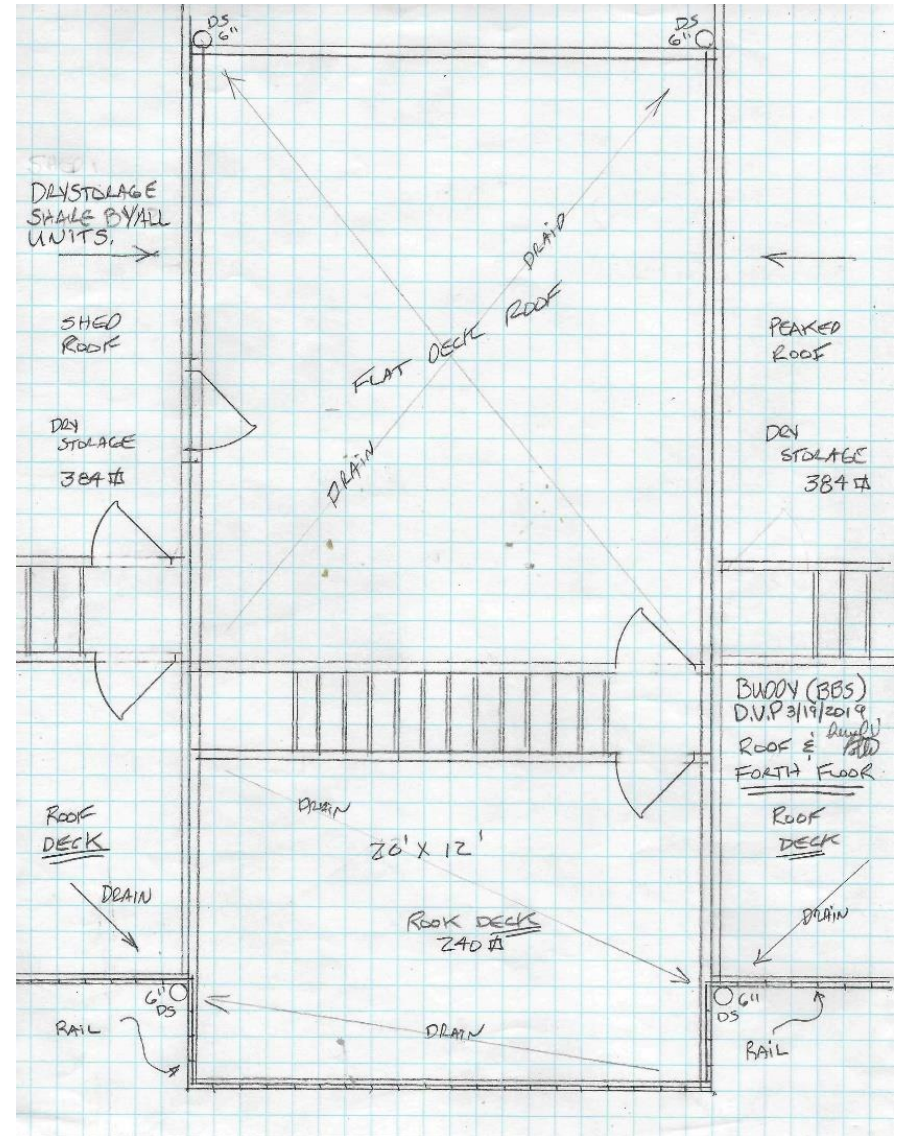 DS
6"
DS
6"
DRYSTORAGE
SHARE BY/ALL
UNITS.
DRAID
SHED
ROOF
PEAKED
ROOF
FLAT DECK ROOF
DRY
STORAGE
384
DRAIN
DRY
STORAGE
384
BUDDY (BBS)
D.V.P 3/19/2019
ROOF &
FORTH FLOOR
ROOF
DECK
DRAIN
DRAIN
20' X 12'
ROOK DECK
240
ROOF
DECK
DRAIN
6"
DS
RAIL
DRAIN
6"
DS
RAIL